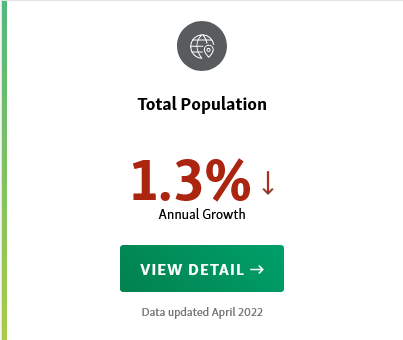 Total Population
1.3% ↓
Annual Growth
VIEW DETAIL →
Data updated April 2022